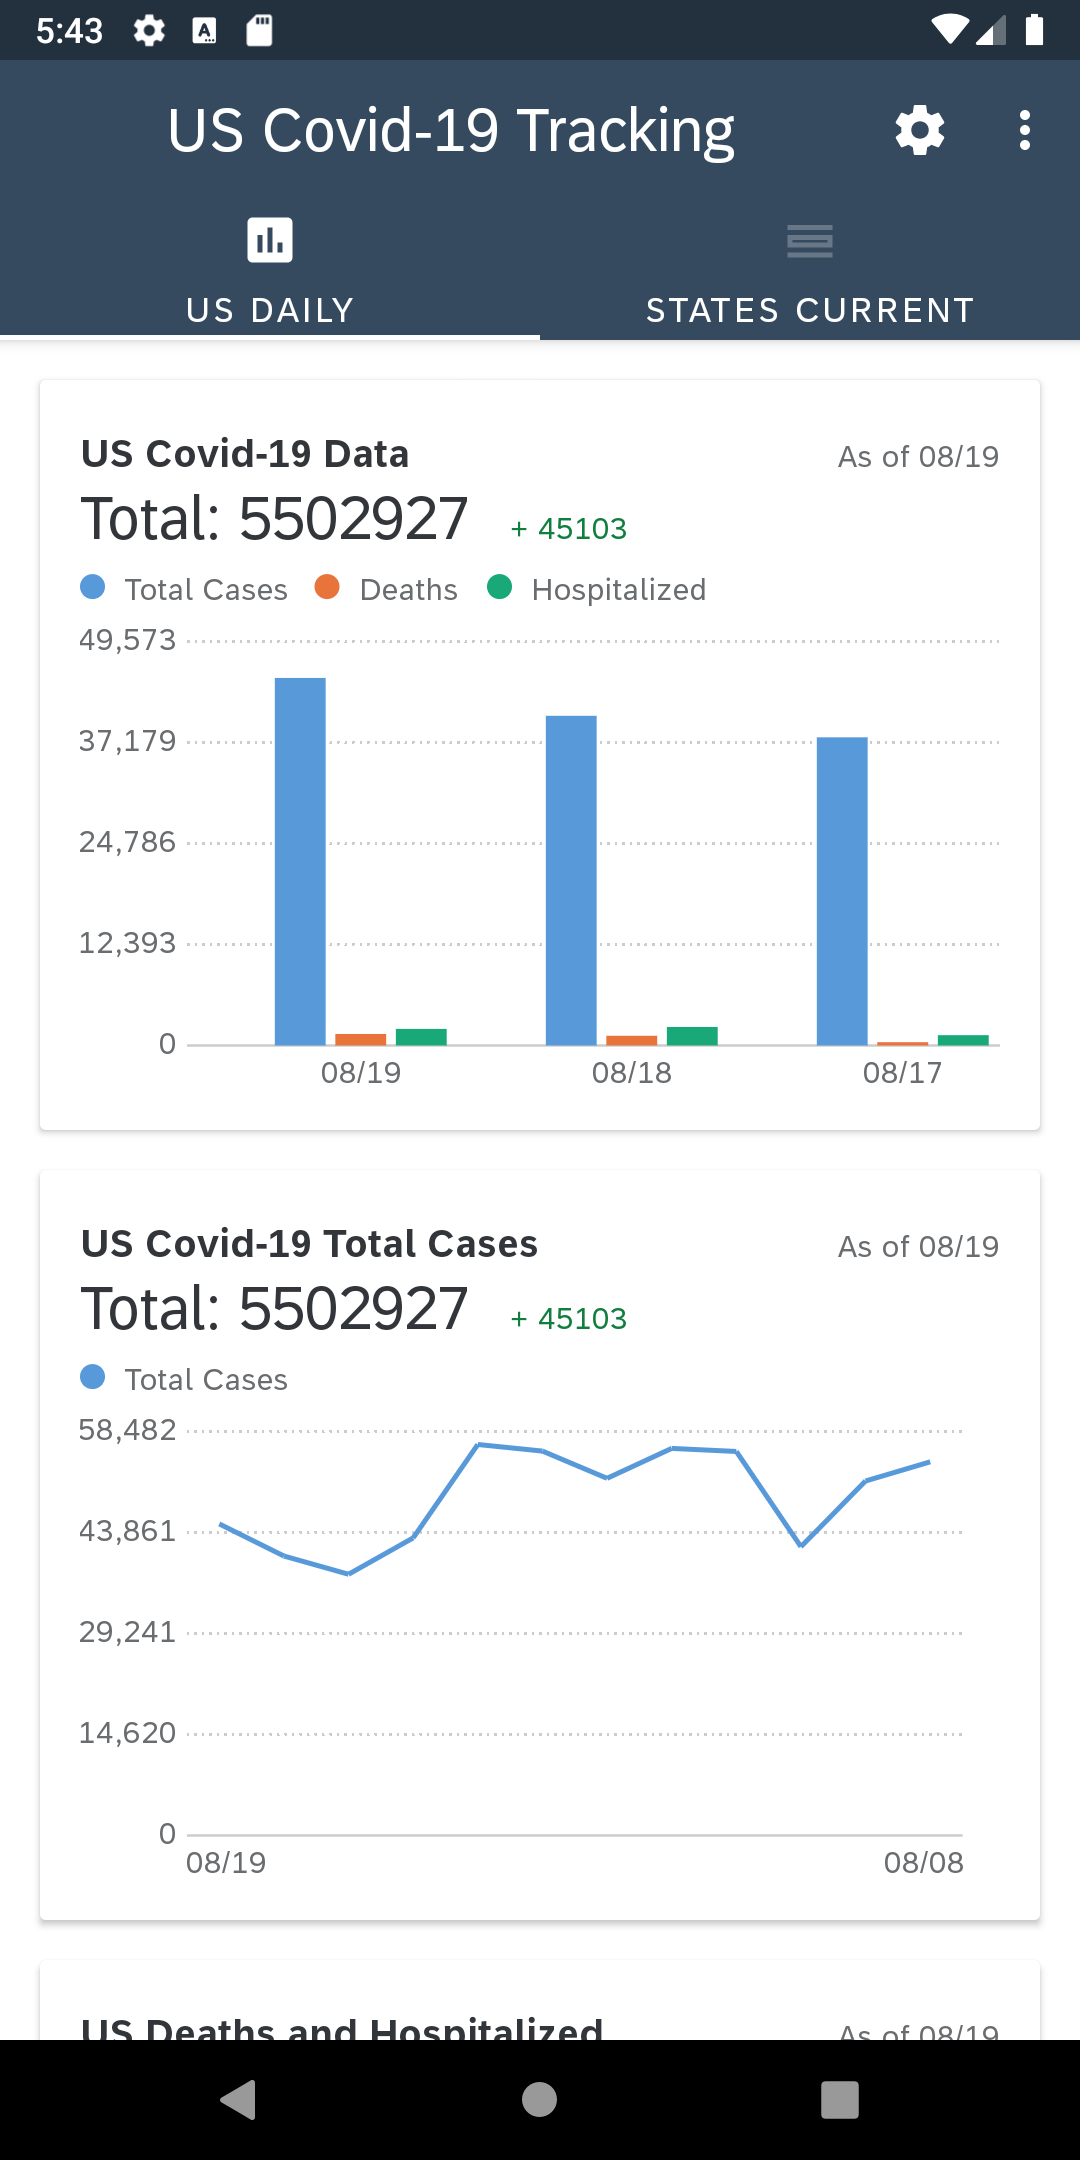 5:43
US Covid-19 Tracking
US DAILY
STATES CURRENT
US Covid-19 Data
As of 08/19
Total: 5502927
+ 45103
Total Cases
Deaths
Hospitalized
49,573
37,179
24,786
12,393
0
08/19
08/18
08/17
US Covid-19 Total Cases
As of 08/19
Total: 5502927
+ 45103
Total Cases
58,482
43,861
29,241
14,620
0
08/19
08/08
US Deaths and Hospitalized
As of 08/19